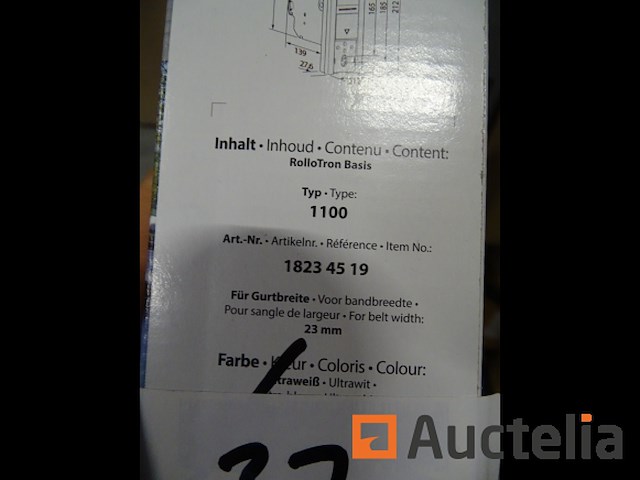 165
185
212
139
27,6
Inhalt • Inhoud • Contenu • Content:
RolloTron Basis
Typ • Type:
1100
Art.-Nr. • Artikelnr. • Référence • Item No.:
1823 45 19
Für Gurtbreite • Voor bandbreedte •
Pour sangle de largeur • For belt width:
23 mm
Farbe • Kleur • Coloris • Colour:
Ultraweiß • Ultrawit •
Auctelia